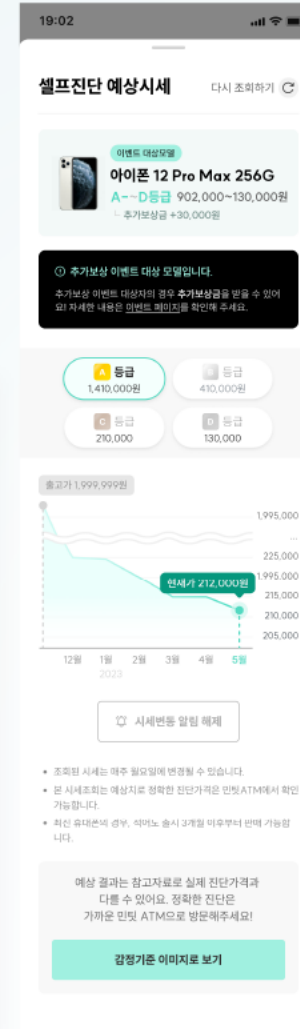 19:02
셀프진단 예상시세
다시 조회하기
이벤트 대상모델
아이폰 12 Pro Max 256G
A-~D등급 902,000~130,000원
추가보상금 +30,000원
추가보상 이벤트 대상 모델입니다.
추가보상 이벤트 대상자의 경우 추가보상금을 받을 수 있어
요! 자세한 내용은 이벤트 페이지를 확인해 주세요.
A 등급
1,410,000원
등급
410,000원
C 등급
210,000
D 등급
130,000
출고가 1,999,999원
1,995,000
...
225,000
1,995,000
현재가 212,000원
215,000
210,000
205,000
12월 1월 2월 3월 4월 5월
2023
시세변동 알림 해제
조회된 시세는 매주 월요일에 변경될 수 있습니다.
본 시세조회는 예상치로 정확한 진단가격은 민팃ATM에서 확인
가능합니다.
최신 휴대폰의 경우, 적어도 출시 3개월 이후부터 판매 가능합
니다.
예상 결과는 참고자료로 실제 진단가격과
다를 수 있어요. 정확한 진단은
가까운 민팃 ATM으로 방문해주세요!
감정기준 이미지로 보기